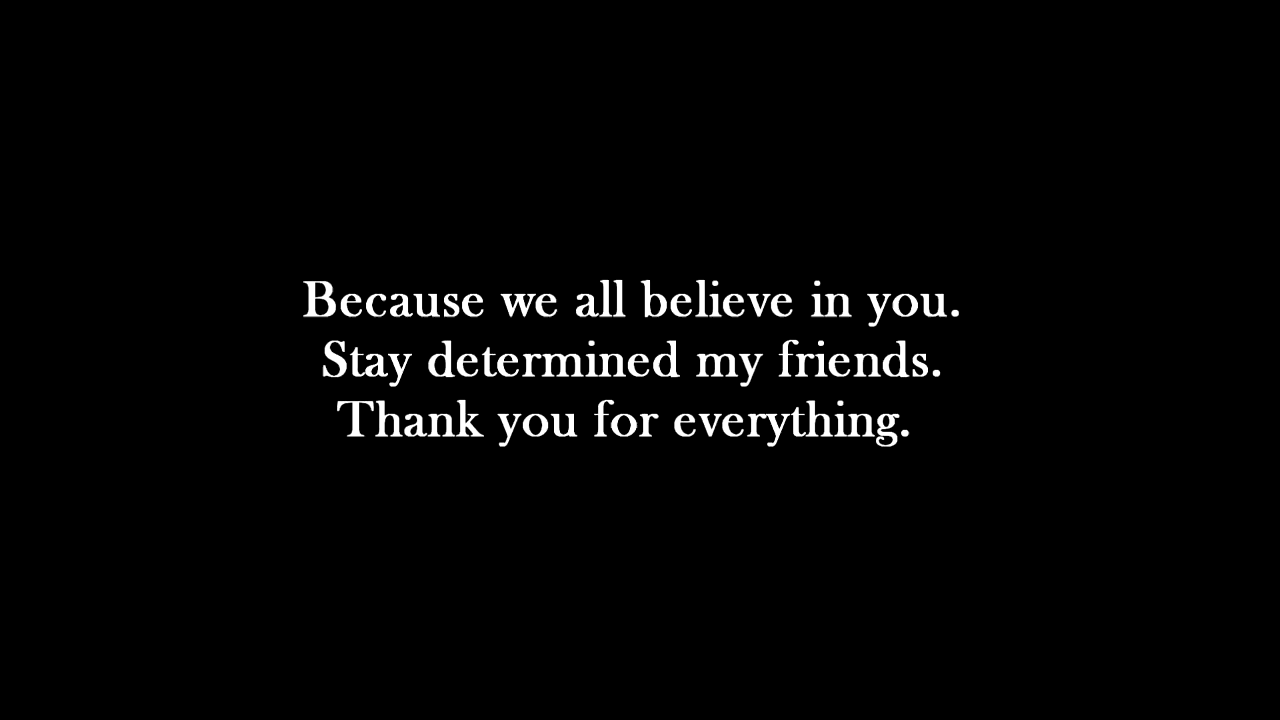 Because we all believe in you.
Stay determined my friends.
Thank you for everything.